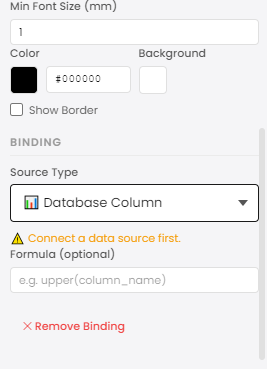 Min Font Size (mm)
1
Color Background
#000000
Show Border
BINDING
Source Type
Database Column
Connect a data source first.
Formula (optional)
e.g. upper(column_name)
Remove Binding